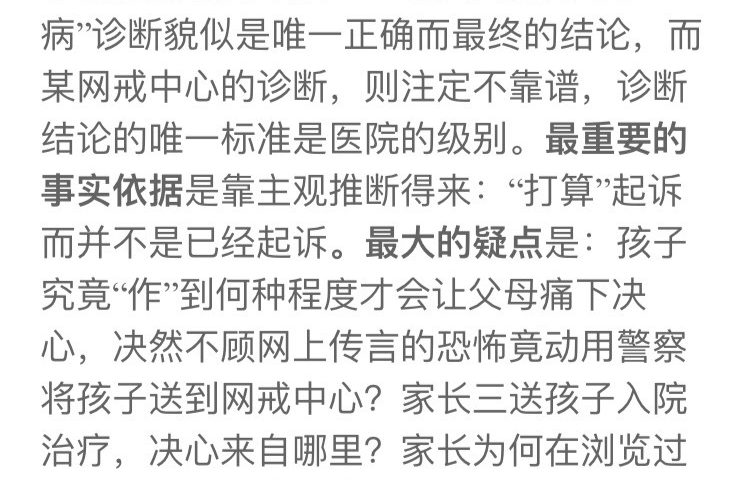 病”诊断貌似是唯一正确而最终的结论，而
某网戒中心的诊断，则注定不靠谱，诊断
结论的唯一标准是医院的级别。最重要的
事实依据是靠主观推断得来：“打算”起诉
而并不是已经起诉。最大的疑点是：孩子
究竟“作”到何种程度才会让父母痛下决
心，决然不顾网上传言的恐怖竟动用警察
将孩子送到网戒中心？家长三送孩子入院
治疗，决心来自哪里？家长为何在浏览过